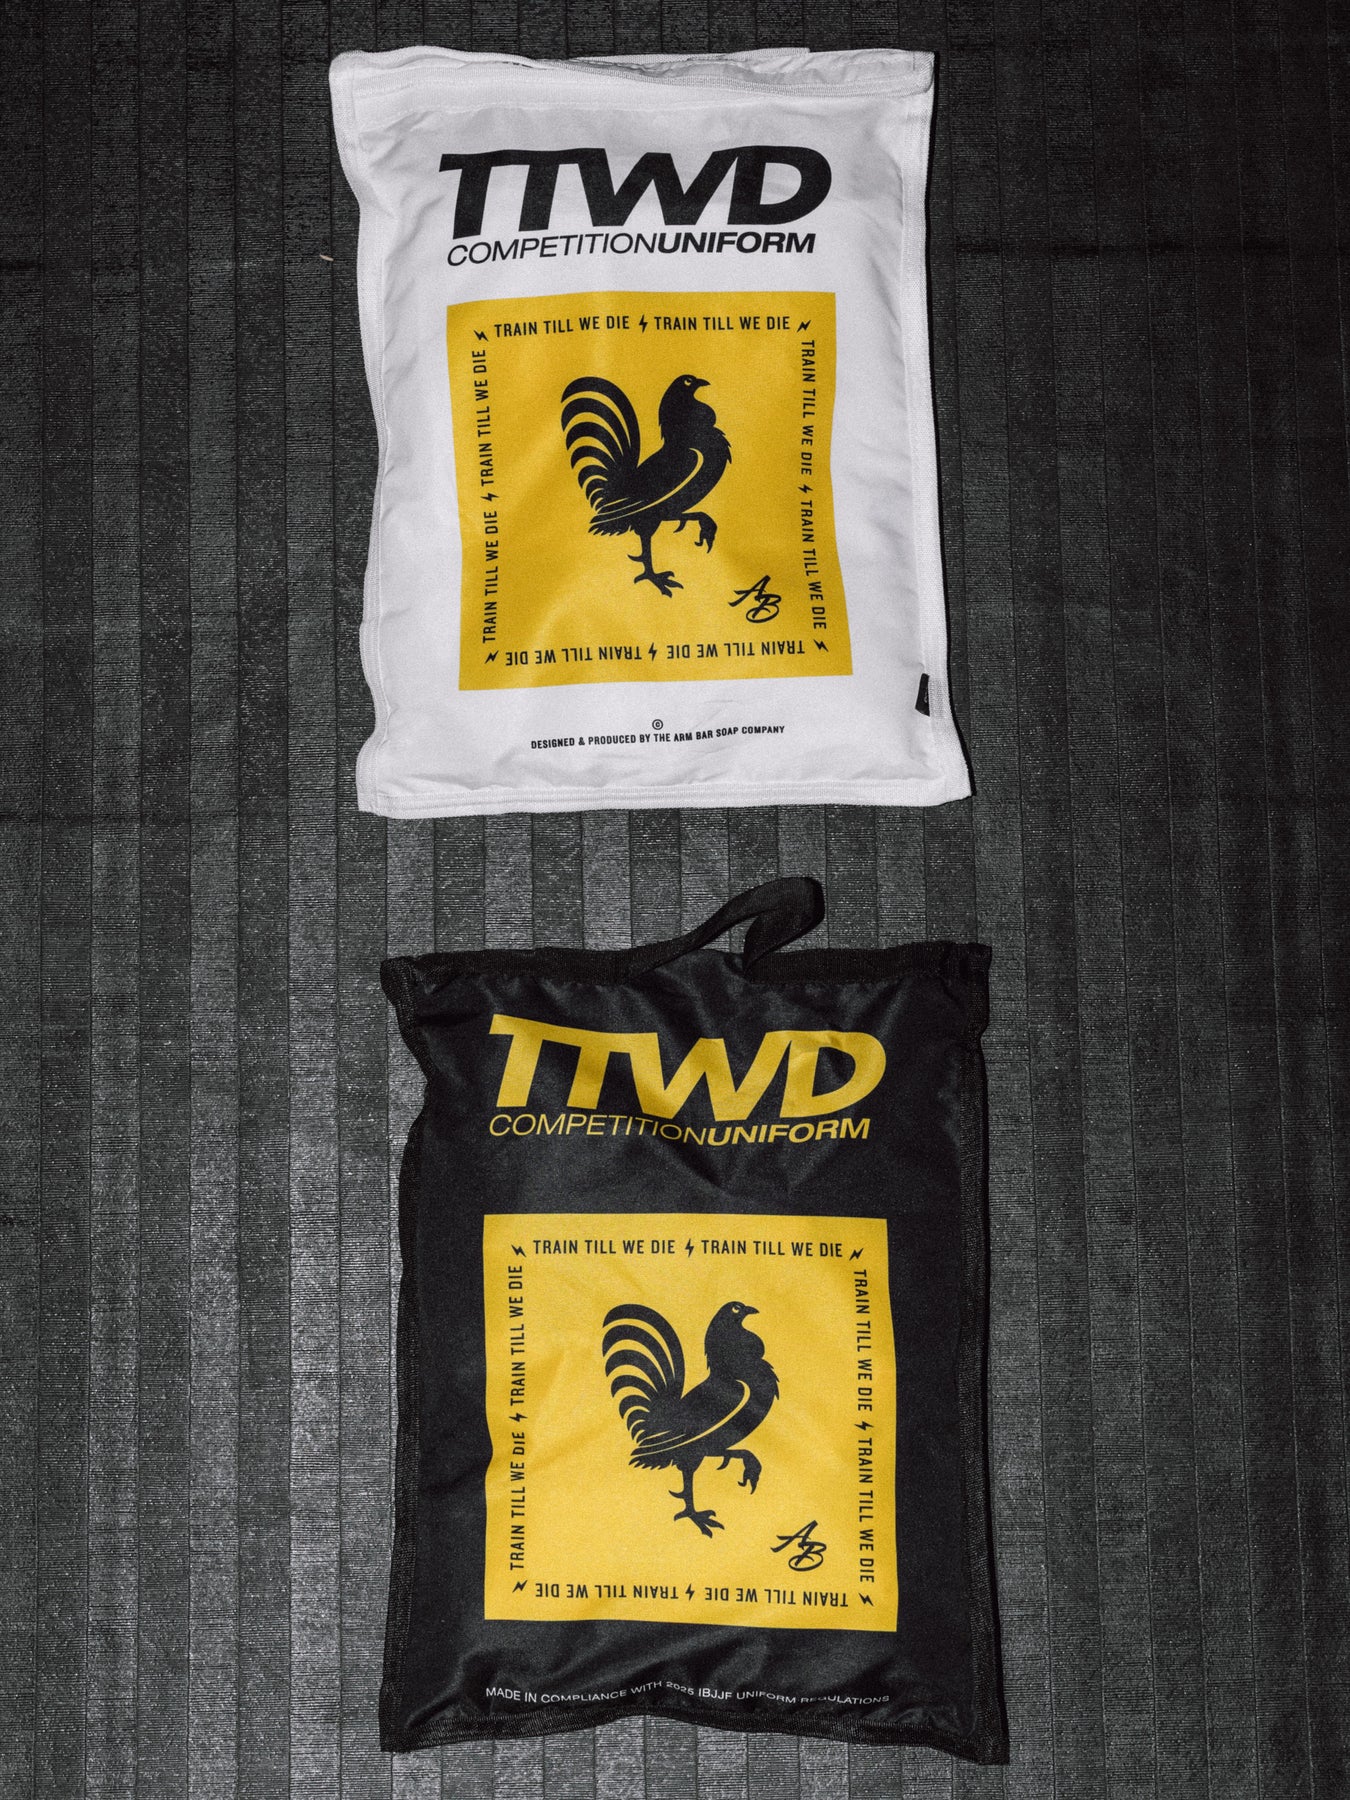 TTWD
COMPETITIONUNIFORM
TRAIN TILL WE DIE TRAIN TILL WE DIE
TRAIN TILL WE DIE TRAIN TILL WE DIE
TRAIN TILL WE DIE TRAIN TILL WE DIE
TRAIN TILL WE DIE TRAIN TILL WE DIE
AB
©
DESIGNED & PRODUCED BY THE ARM BAR SOAP COMPANY
TTWD
COMPETITIONUNIFORM
TRAIN TILL WE DIE TRAIN TILL WE DIE
TRAIN TILL WE DIE TRAIN TILL WE DIE
TRAIN TILL WE DIE TRAIN TILL WE DIE
TRAIN TILL WE DIE TRAIN TILL WE DIE
AB
MADE IN COMPLIANCE WITH 2025 IBJJF UNIFORM REGULATIONS